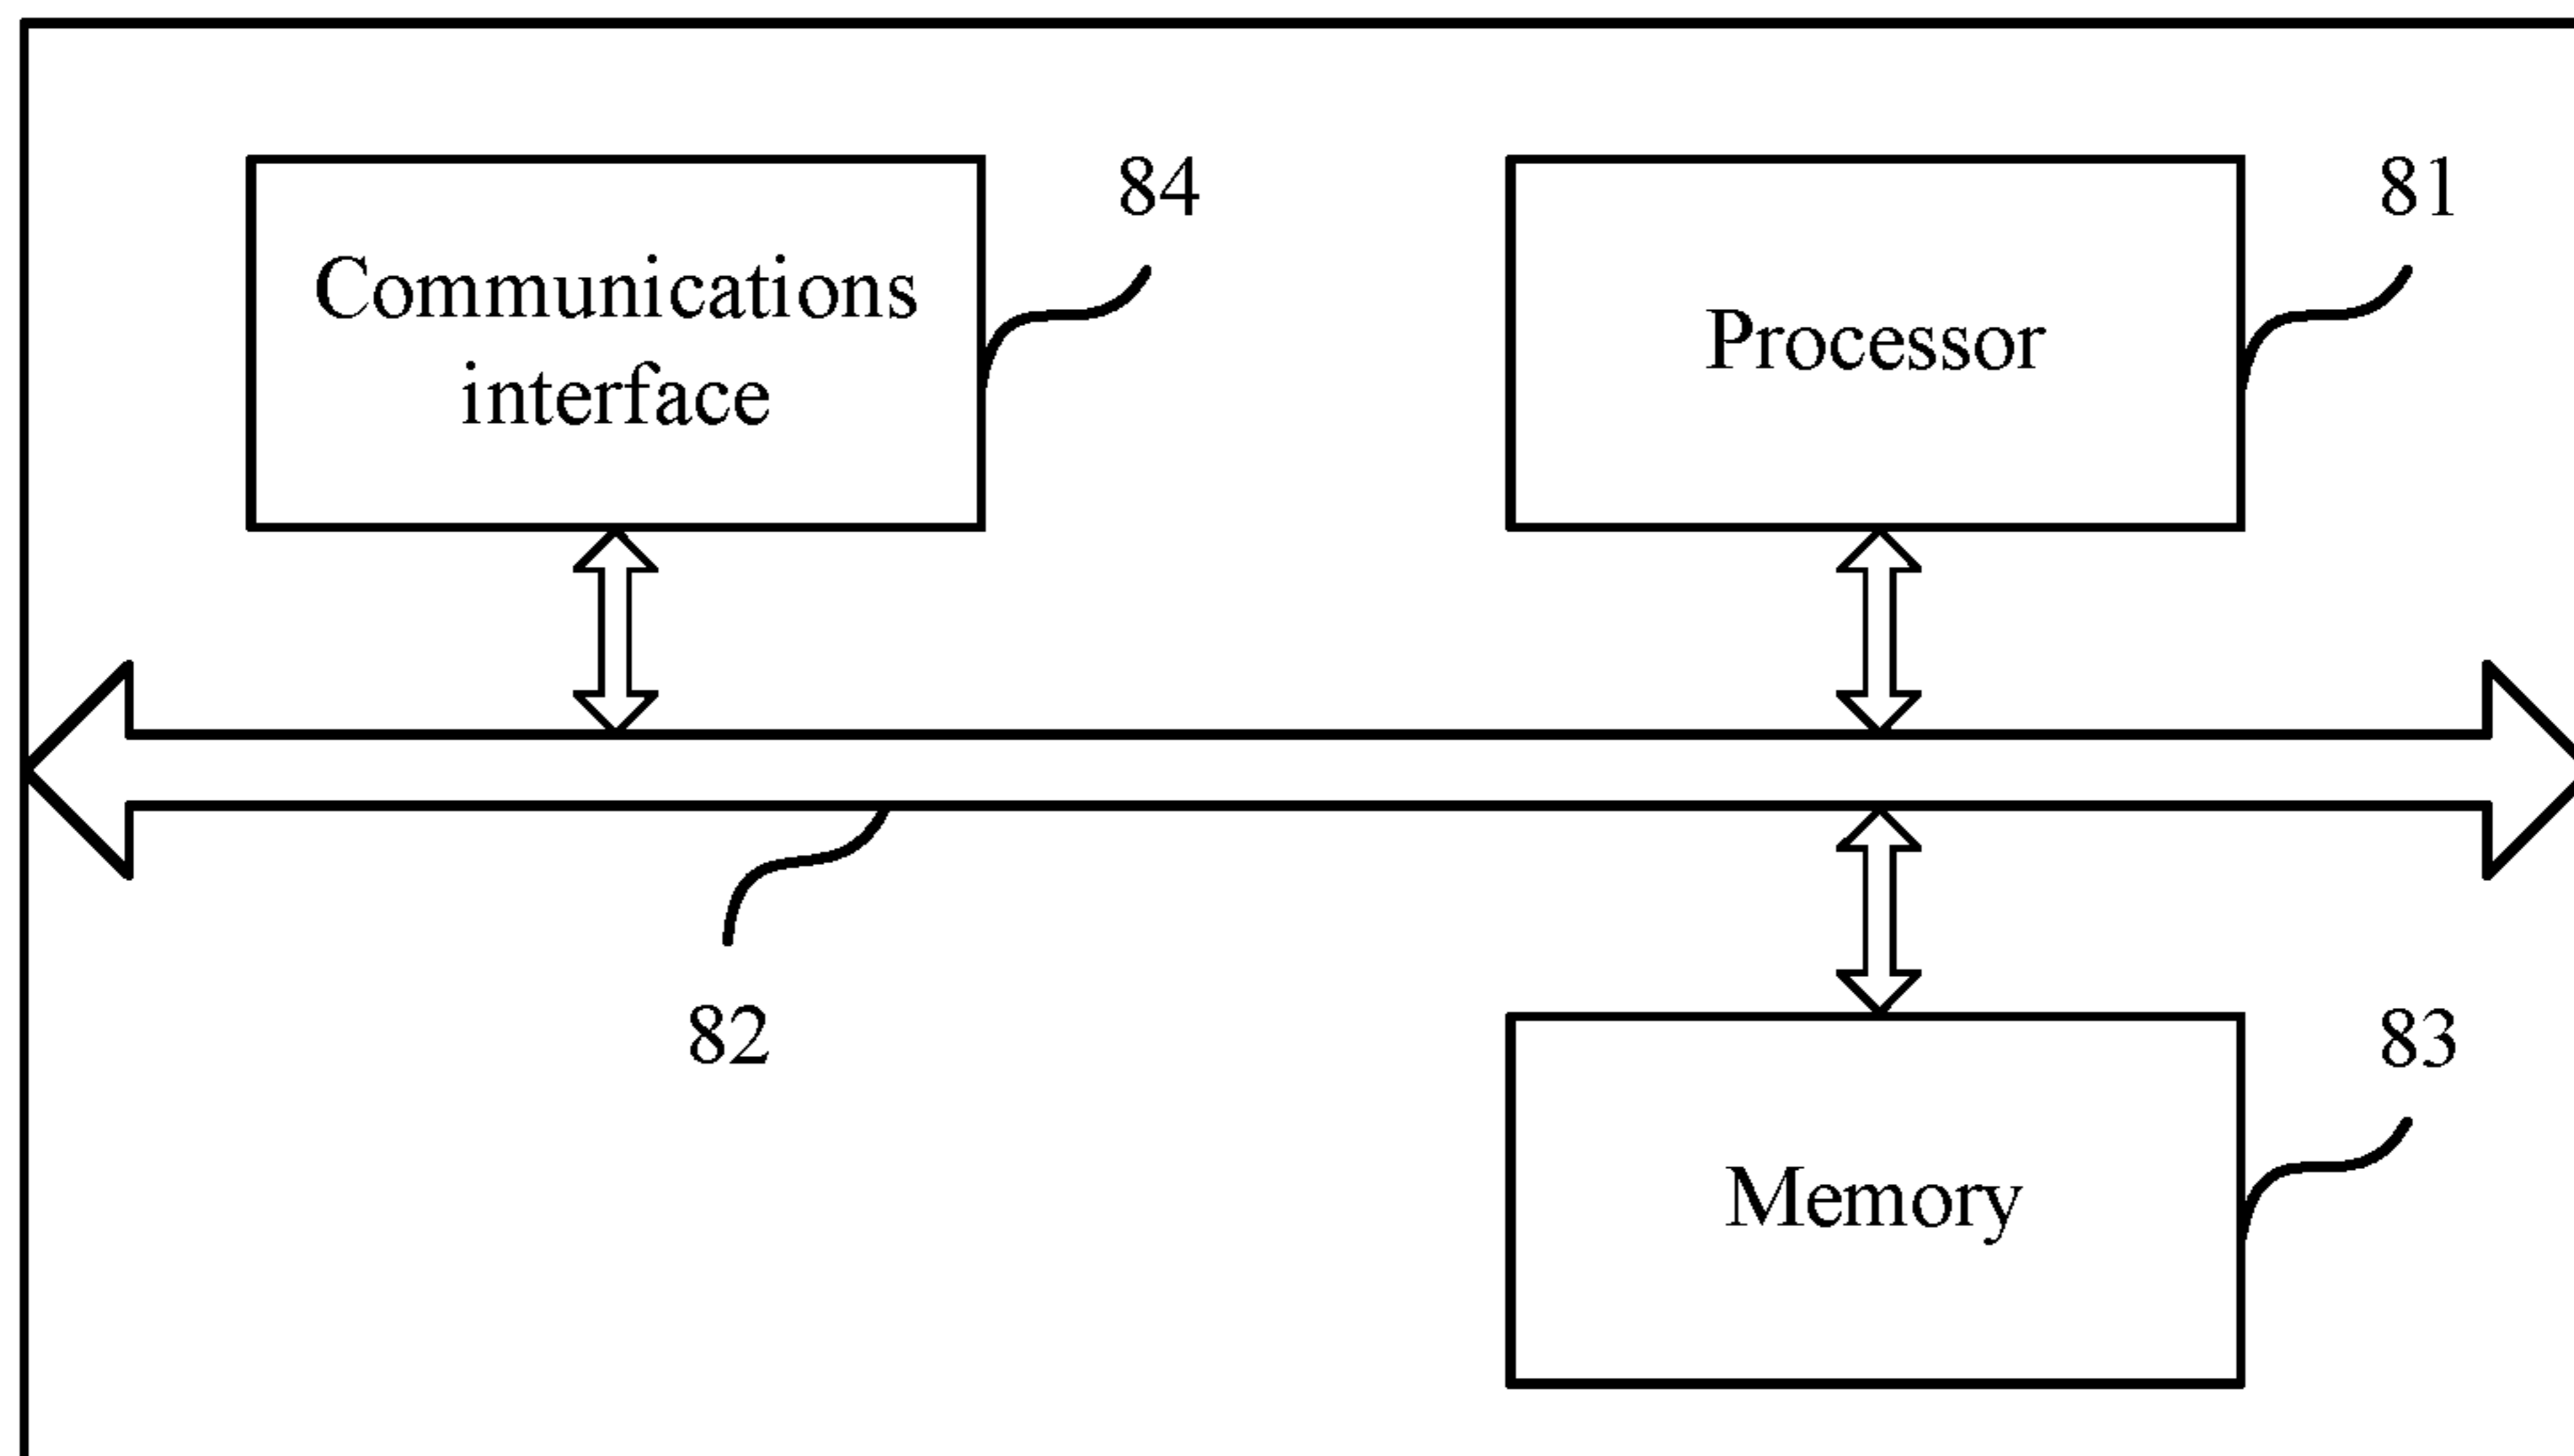 84
81
Communications
interface
Processor
82
83
Memory